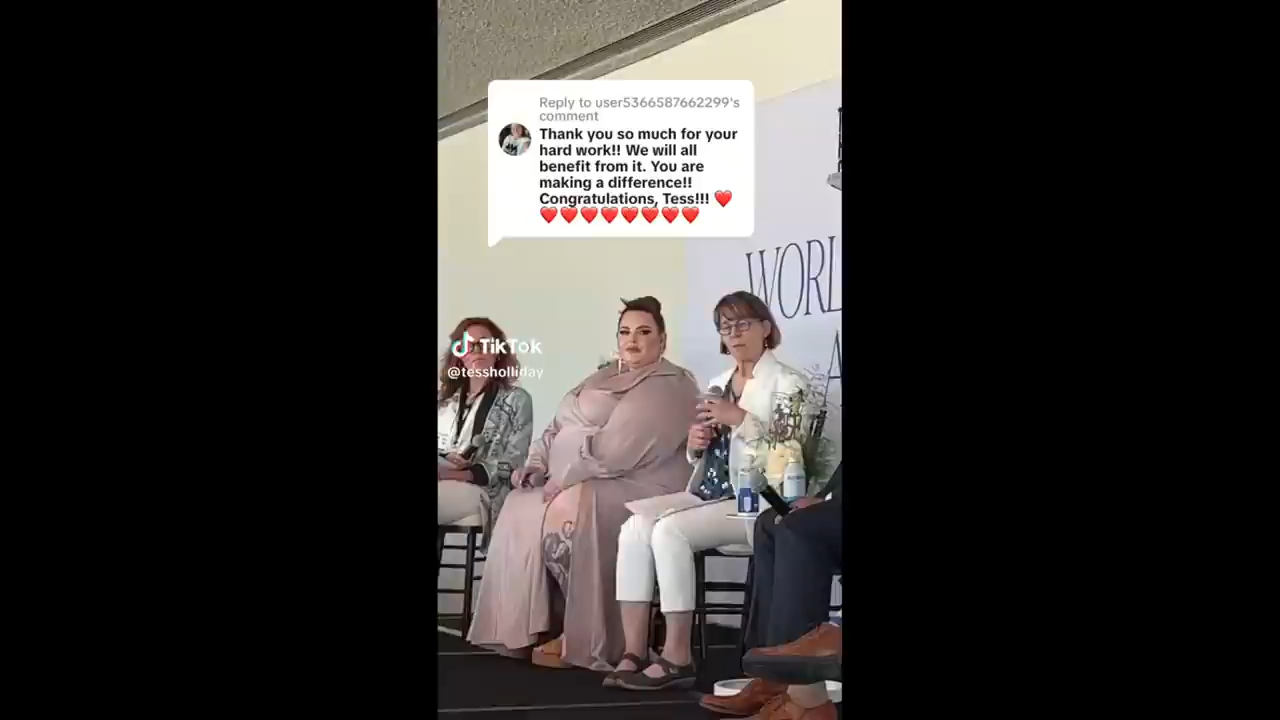 Reply to user5366587662299's
comment
Thank you so much for your
hard work!! We will all
benefit from it. You are
making a difference!!
Congratulations, Tess!!! ❤️
❤️❤️❤️❤️❤️❤️❤️❤️
WORL
A
TikTok
@tessholliday